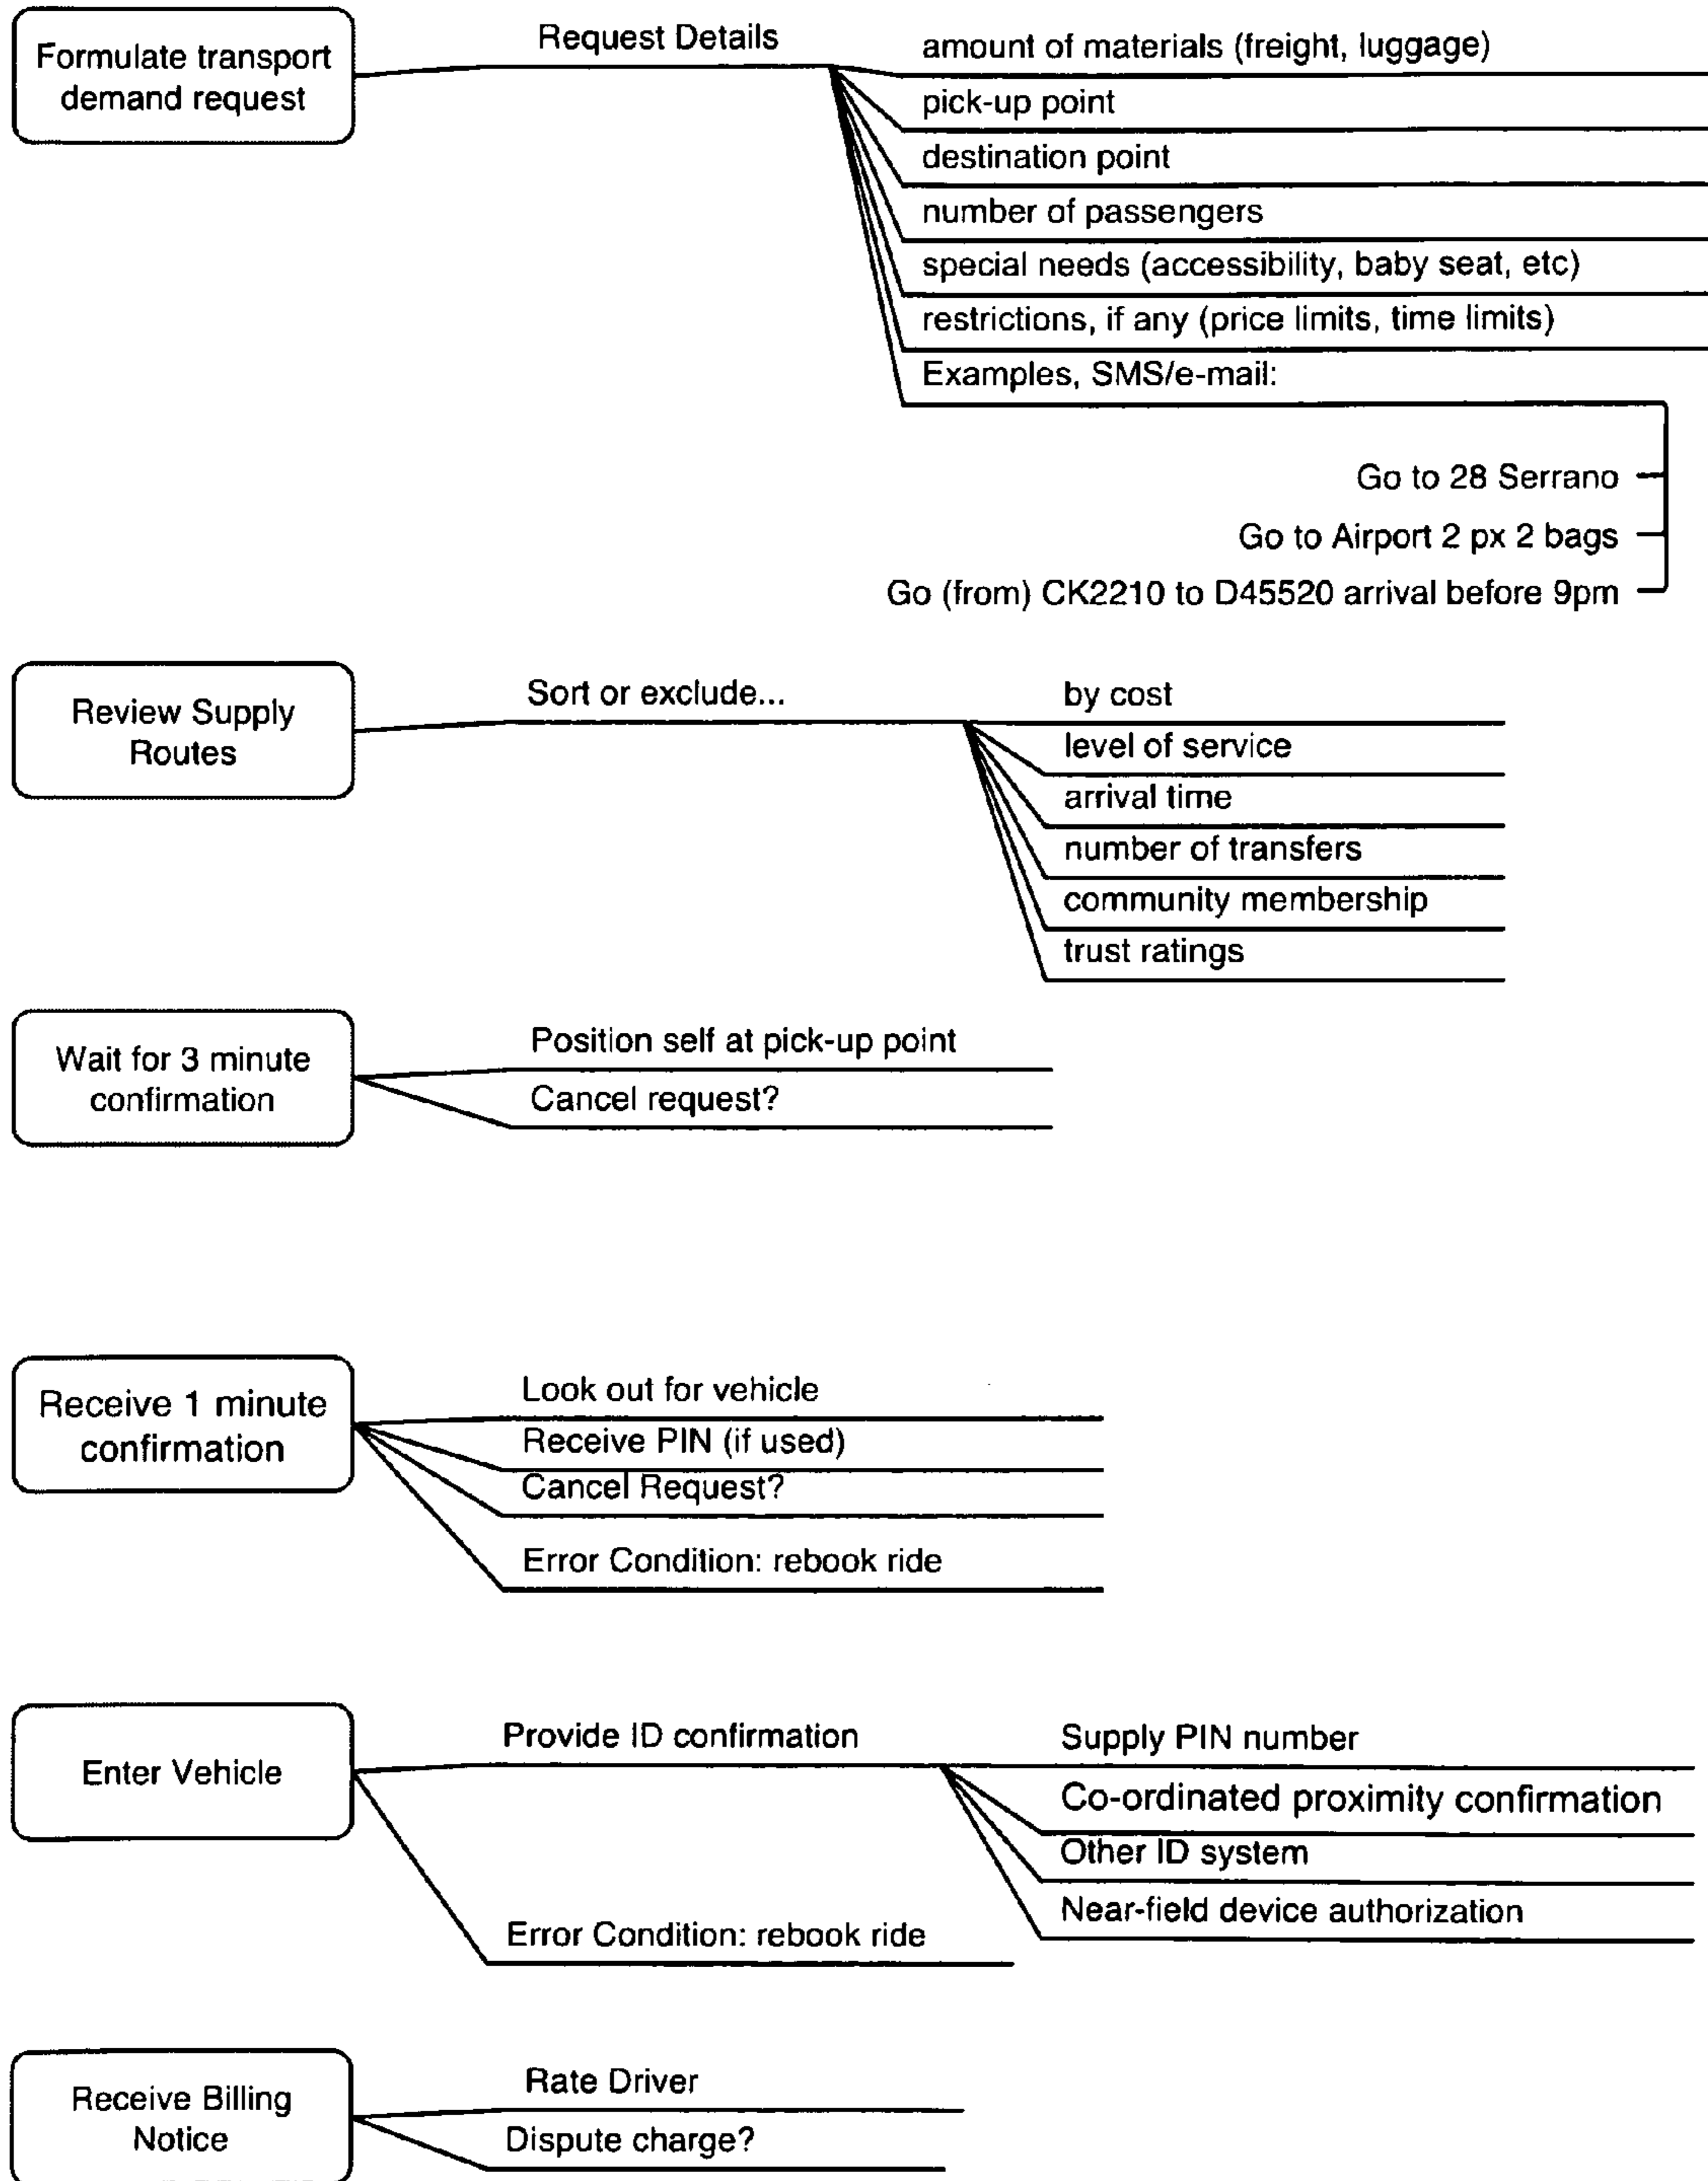 Formulate transport
demand request
Request Details
amount of materials (freight, luggage)
pick-up point
destination point
number of passengers
special needs (accessibility, baby seat, etc)
restrictions, if any (price limits, time limits)
Examples, SMS/e-mail:
Go to 28 Serrano
Go to Airport 2 px 2 bags
Go (from) CK2210 to D45520 arrival before 9pm
Review Supply
Routes
Sort or exclude...
by cost
level of service
arrival time
number of transfers
community membership
trust ratings
Wait for 3 minute
confirmation
Position self at pick-up point
Cancel request?
Receive 1 minute
confirmation
Look out for vehicle
Receive PIN (if used)
Cancel Request?
Error Condition: rebook ride
Enter Vehicle
Provide ID confirmation
Supply PIN number
Co-ordinated proximity confirmation
Other ID system
Near-field device authorization
Error Condition: rebook ride
Receive Billing
Notice
Rate Driver
Dispute charge?